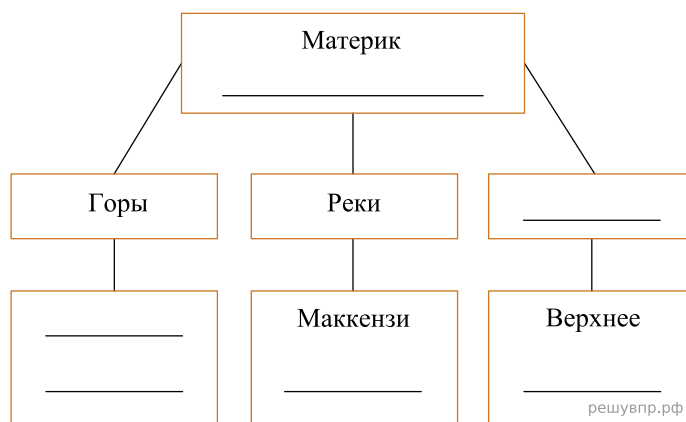 Материк
Горы
Реки
Маккензи
Верхнее
решувпр.рф